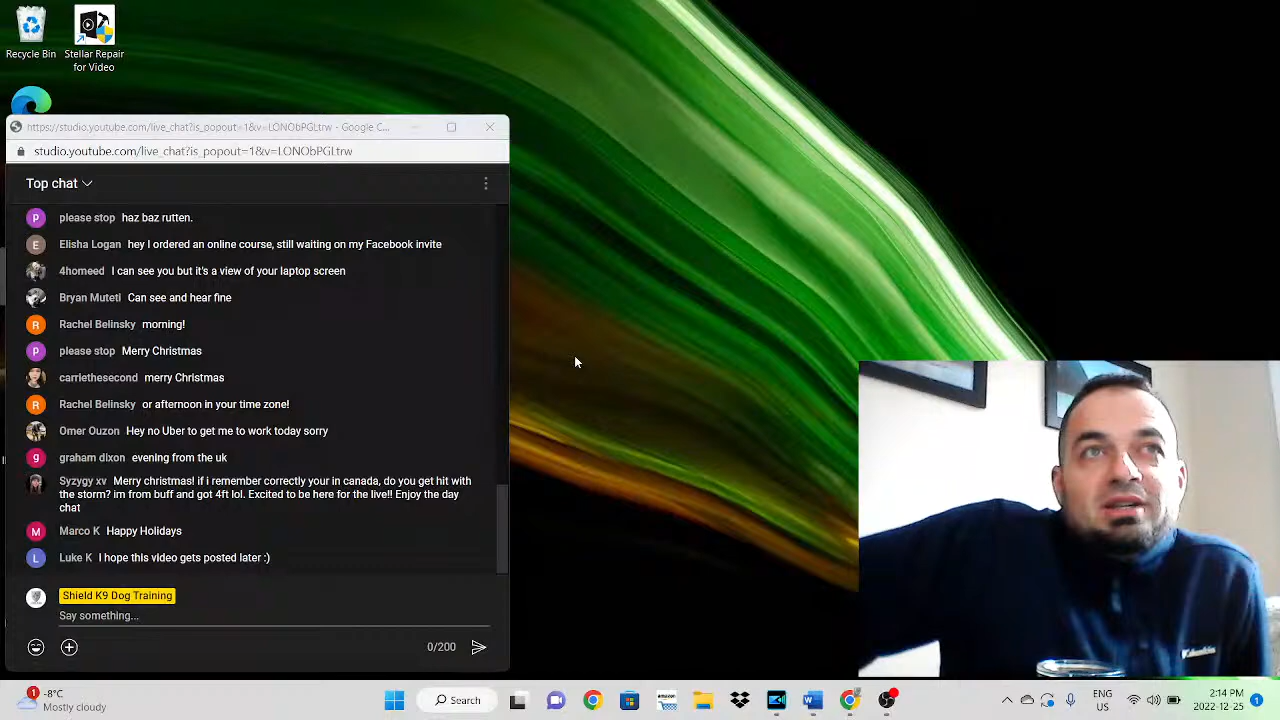 Recycle Bin
Stellar Repair
for Video
https://studio.youtube.com/live_chat?is_popout=1&v=LONObPGLtrw - Google C...
studio.youtube.com/live_chat?is_popout=1&v=LONObPGLtrw
Top chat
P please stop haz baz rutten.
E Elisha Logan hey I ordered an online course, still waiting on my Facebook invite
4homeed I can see you but it's a view of your laptop screen
Bryan Muteti Can see and hear fine
R Rachel Belinsky morning!
P please stop Merry Christmas
carriethesecond merry Christmas
R Rachel Belinsky or afternoon in your time zone!
Omer Ouzon Hey no Uber to get me to work today sorry
g graham dixon evening from the uk
Syzygy xv Merry christmas! if i remember correctly your in canada, do you get hit with
the storm? im from buff and got 4ft lol. Excited to be here for the live!! Enjoy the day
chat
M Marco K Happy Holidays
L Luke K I hope this video gets posted later :)
Shield K9 Dog Training
Say something...
0/200
Columbia
1
-8°C
Mostly cloudy
Search
amazon
W
ENG
US
2:14 PM
2022-12-25
1